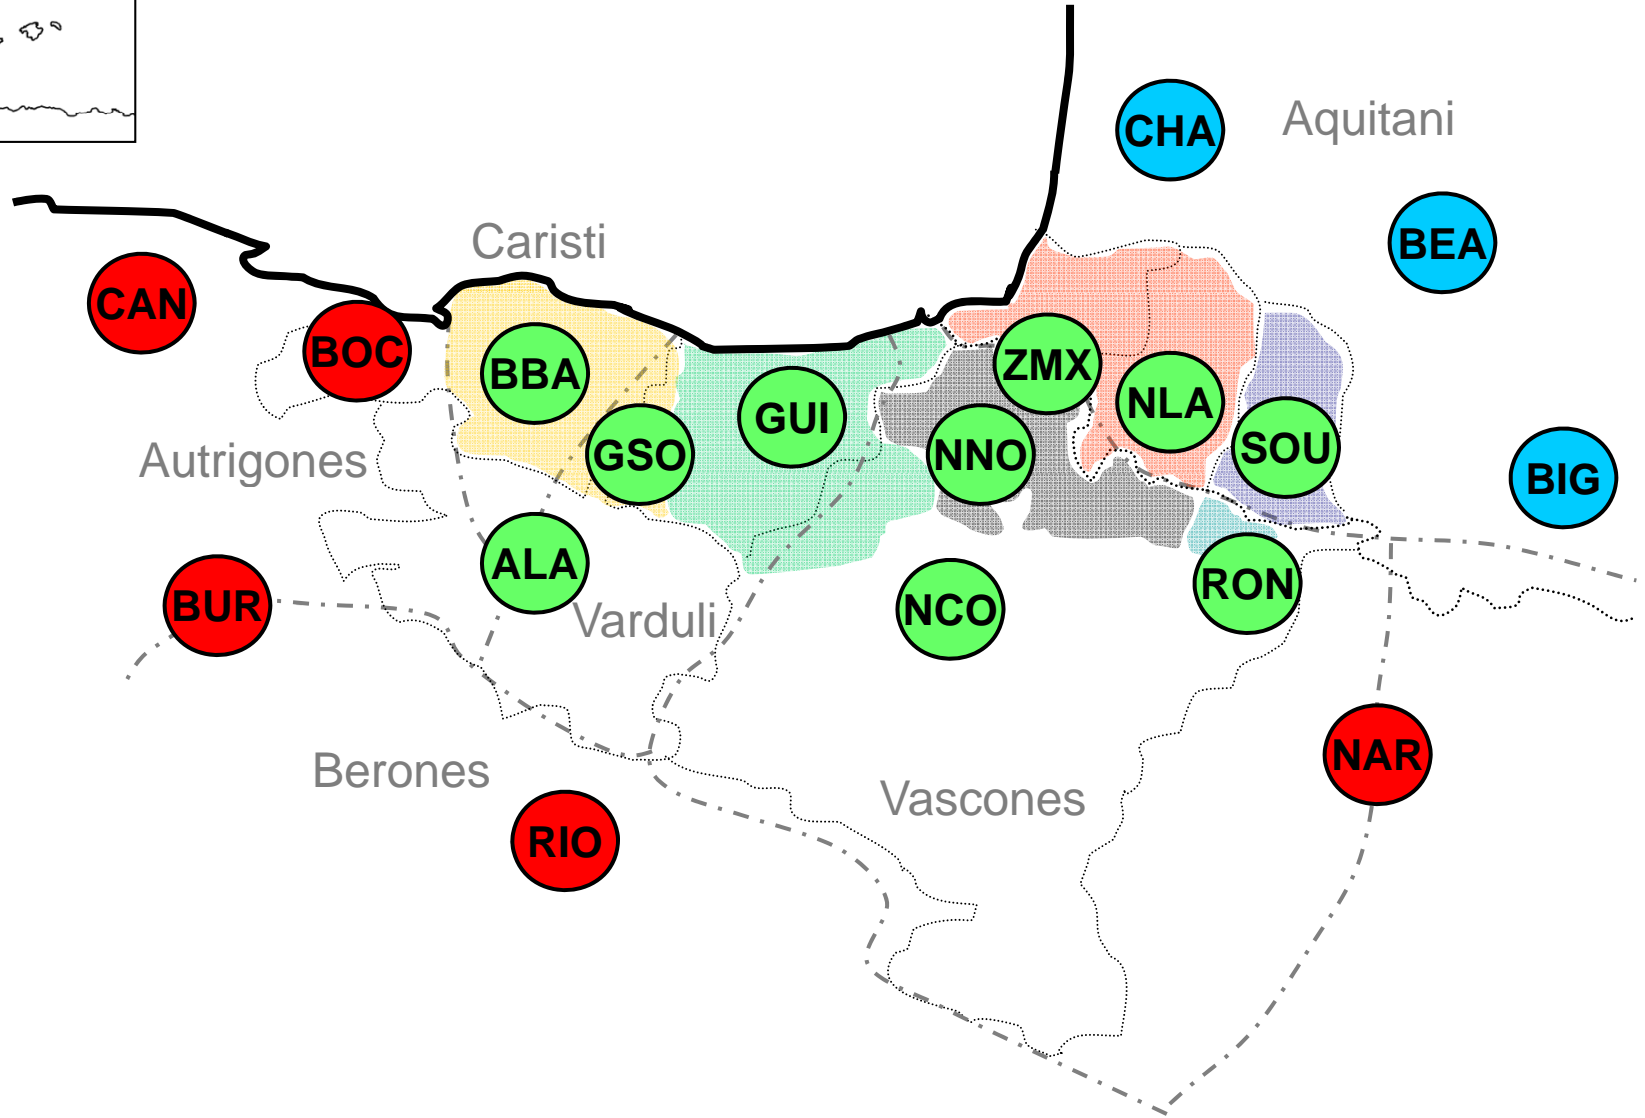 CHA
Aquitani
Caristi
BEA
CAN
BOC
BBA
ZMX
NLA
GUI
GSO
NNO
SOU
Autrigones
BIG
ALA
BUR
Varduli
NCO
RON
Berones
NAR
Vascones
RIO